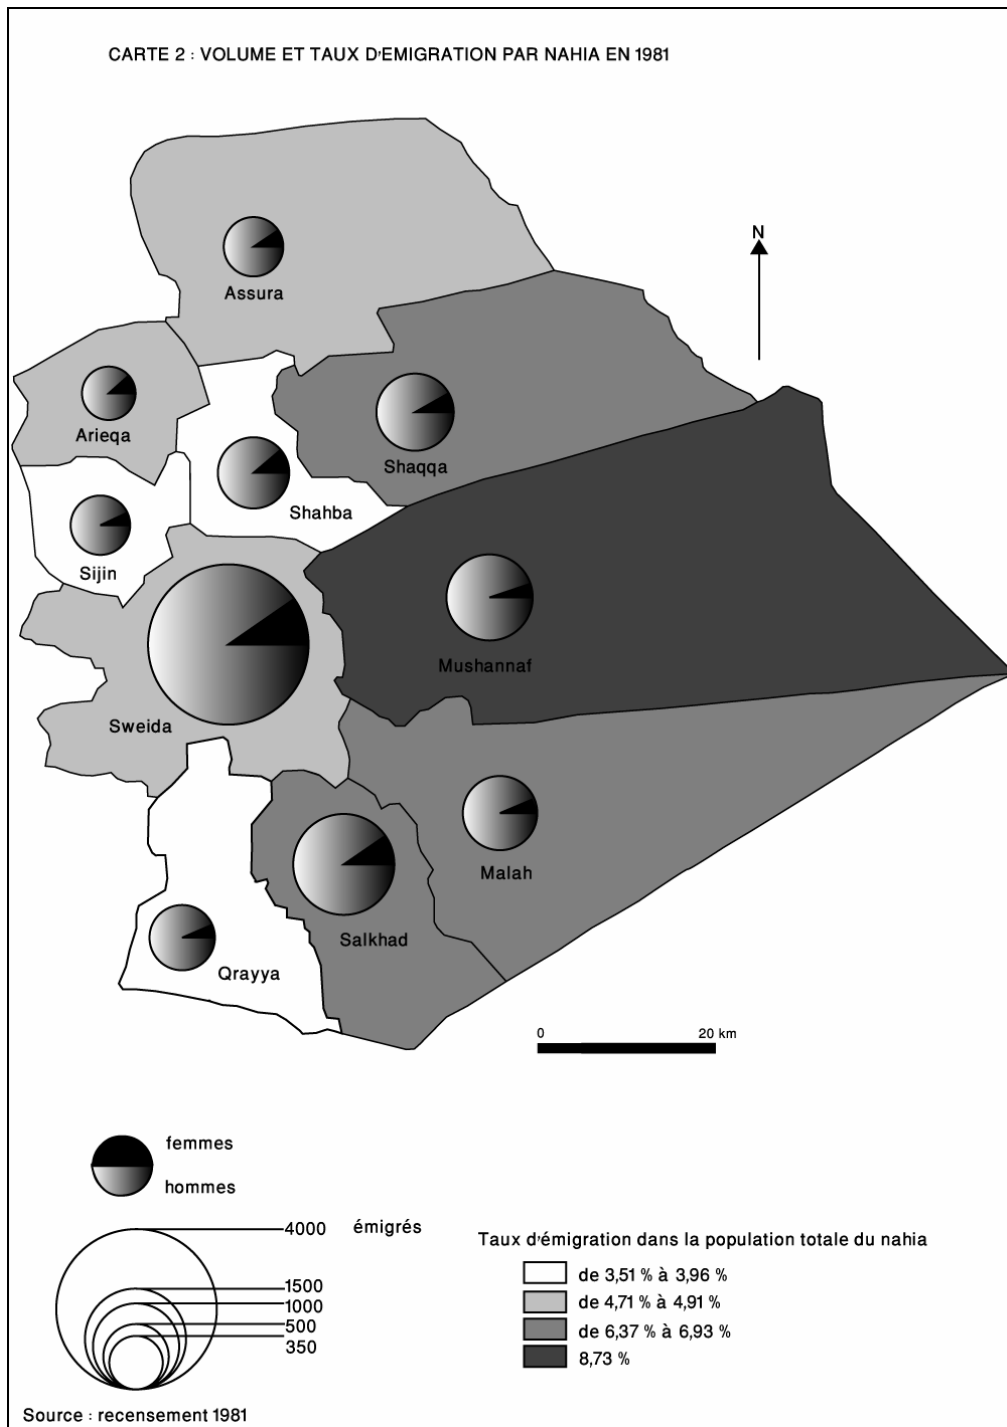 CARTE 2 : VOLUME ET TAUX D'EMIGRATION PAR NAHIA EN 1981
N
Assura
Arieqa
Shaqqa
Shahba
Sijin
Mushannaf
Sweida
Malah
Salkhad
Qrayya
0 20 km
femmes
hommes
4000 émigrés
1500
1000
500
350
Taux d'émigration dans la population totale du nahia
de 3,51 % à 3,96 %
de 4,71 % à 4,91 %
de 6,37 % à 6,93 %
8,73 %
Source : recensement 1981